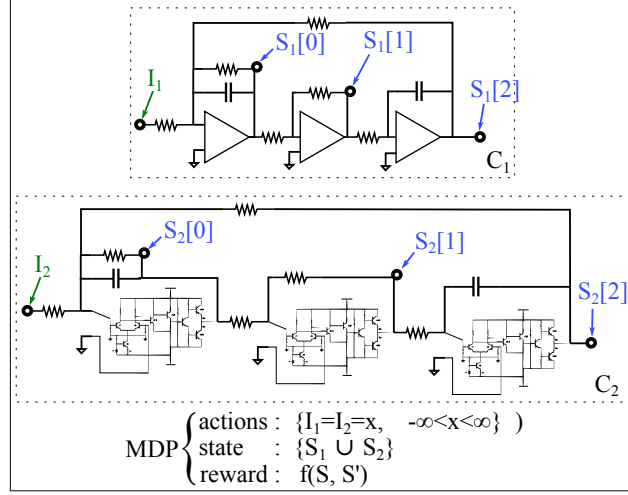 S₁[0]
S₁[1]
I₁
S₁[2]
C₁
S₂[0]
S₂[1]
I₂
S₂[2]
C₂
actions : {I₁=I₂=x, -∞<x<∞} )
MDP { state : {S₁ ∪ S₂}
reward : f(S, S')